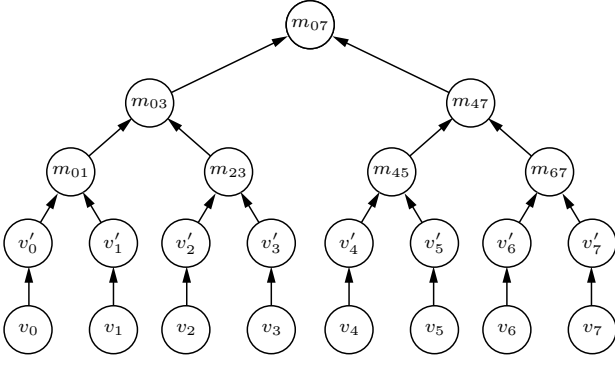 m₀₇
m₀₃ m₄₇
m₀₁ m₂₃ m₄₅ m₆₇
v′₀ v′₁ v′₂ v′₃ v′₄ v′₅ v′₆ v′₇
v₀ v₁ v₂ v₃ v₄ v₅ v₆ v₇